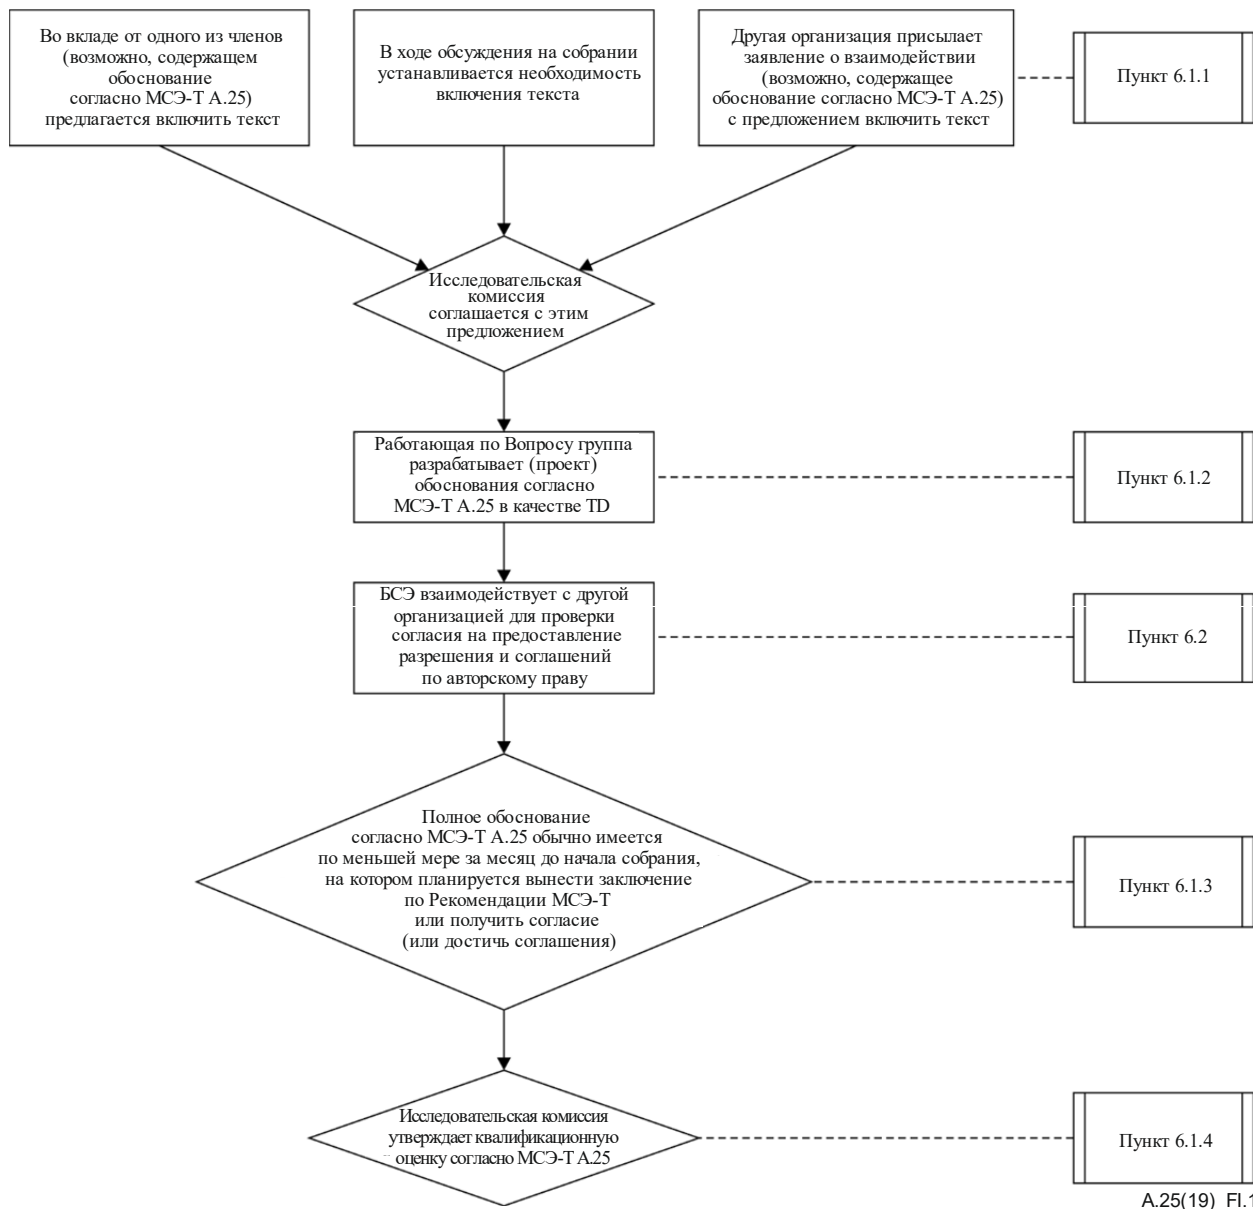 Во вкладе от одного из членов
(возможно, содержащем
обоснование
согласно МСЭ-Т А.25)
предлагается включить текст
В ходе обсуждения на собрании
устанавливается необходимость
включения текста
Другая организация присылает
заявление о взаимодействии
(возможно, содержащее
обоснование согласно МСЭ-Т А.25)
с предложением включить текст
Пункт 6.1.1
Исследовательская
комиссия
соглашается с этим
предложением
Работающая по Вопросу группа
разрабатывает (проект)
обоснования согласно
МСЭ-Т А.25 в качестве TD
Пункт 6.1.2
БСЭ взаимодействует с другой
организацией для проверки
согласия на предоставление
разрешения и соглашений
по авторскому праву
Пункт 6.2
Полное обоснование
согласно МСЭ-Т А.25 обычно имеется
по меньшей мере за месяц до начала собрания,
на котором планируется вынести заключение
по Рекомендации МСЭ-Т
или получить согласие
(или достичь соглашения)
Пункт 6.1.3
Исследовательская комиссия
утверждает квалификационную
оценку согласно МСЭ-Т А.25
Пункт 6.1.4
A.25(19)_FI.1